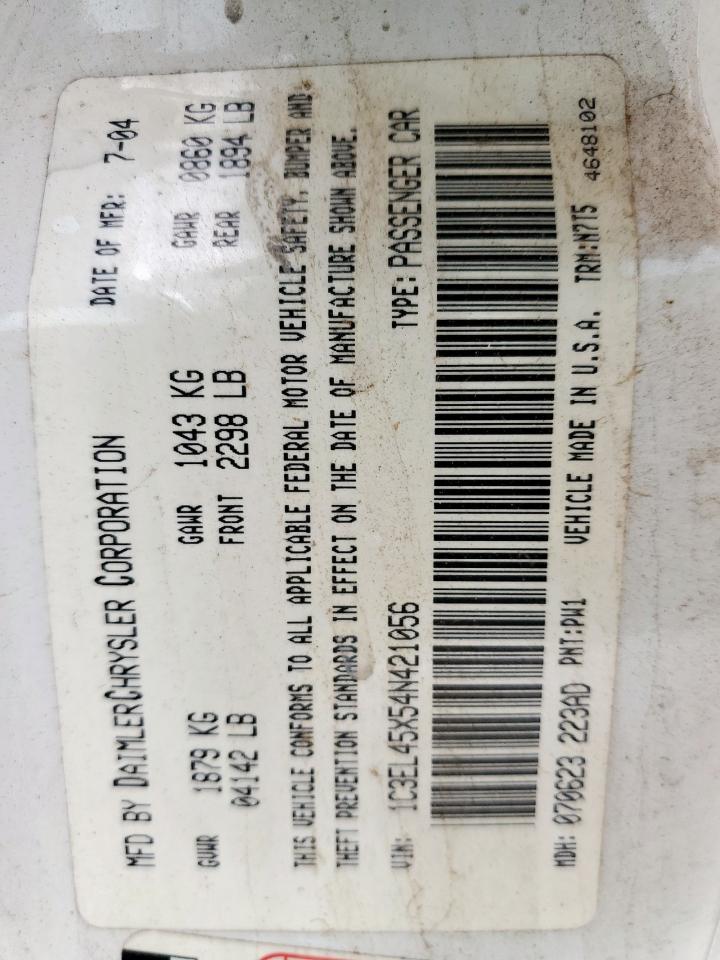 MFD BY DAIMLERCHRYSLER CORPORATION DATE OF MFR: 7-04
GVWR 1879 KG GAWR 1043 KG GAWR 0860 KG
04142 LB FRONT 2298 LB REAR 1894 LB
THIS VEHICLE CONFORMS TO ALL APPLICABLE FEDERAL MOTOR VEHICLE SAFETY, BUMPER AND
THEFT PREVENTION STANDARDS IN EFFECT ON THE DATE OF MANUFACTURE SHOWN ABOVE.
VIN: 1C3EL45X54N421056 TYPE: PASSENGER CAR
MDH: 070623 223AD PNT:PW1 VEHICLE MADE IN U.S.A. TRM:N7T5 4648102